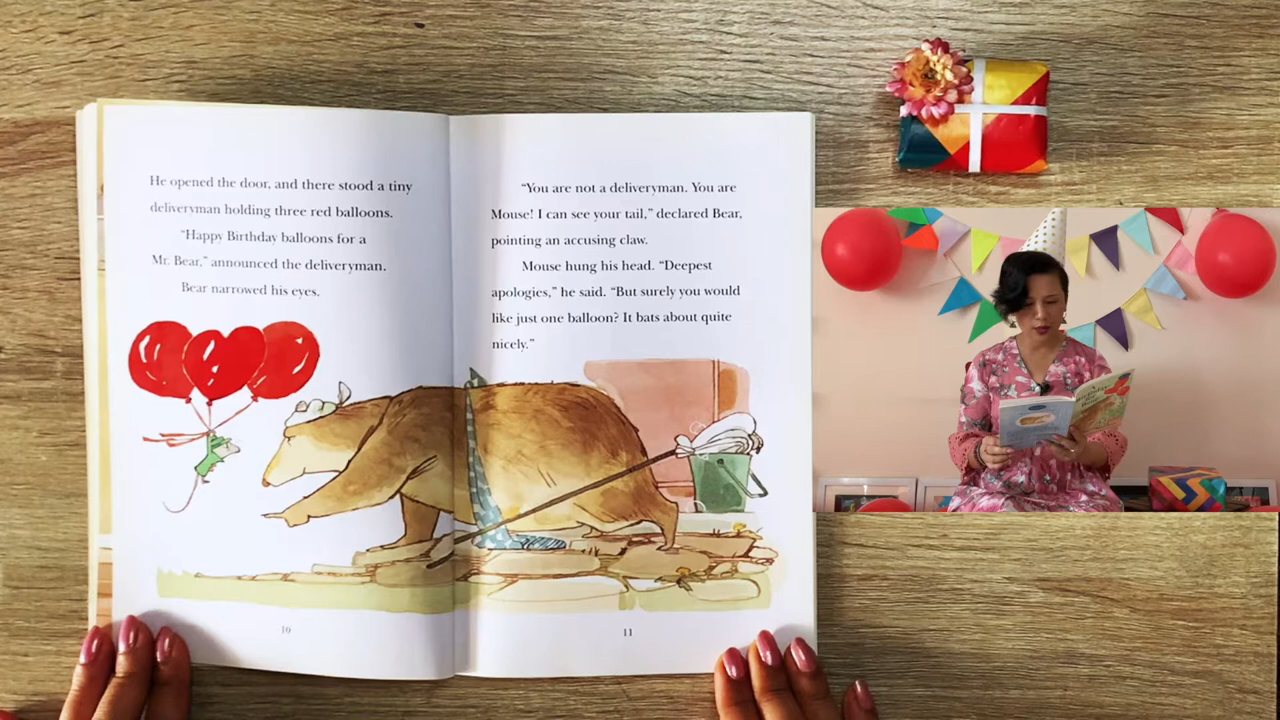 He opened the door, and there stood a tiny
deliveryman holding three red balloons.
“Happy Birthday balloons for a
Mr. Bear,” announced the deliveryman.
Bear narrowed his eyes.
10
“You are not a deliveryman. You are
Mouse! I can see your tail,” declared Bear,
pointing an accusing claw.
Mouse hung his head. “Deepest
apologies,” he said. “But surely you would
like just one balloon? It bats about quite
nicely.”
11